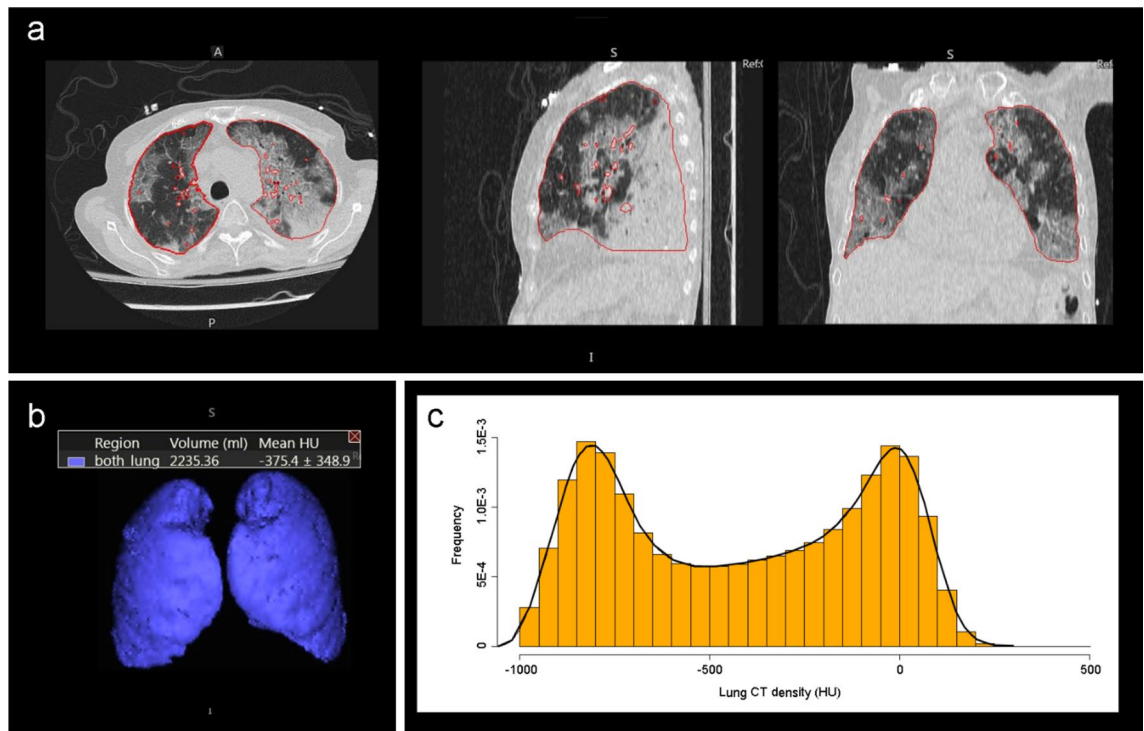 a
A
S
S
Ref:
P
I
b
S
Region Volume (ml) Mean HU
both lung 2235.36 -375.4 ± 348.9
I
c
1.5E-3
1.0E-3
5E-4
0
Frequency
-1000 -500 0 500
Lung CT density (HU)